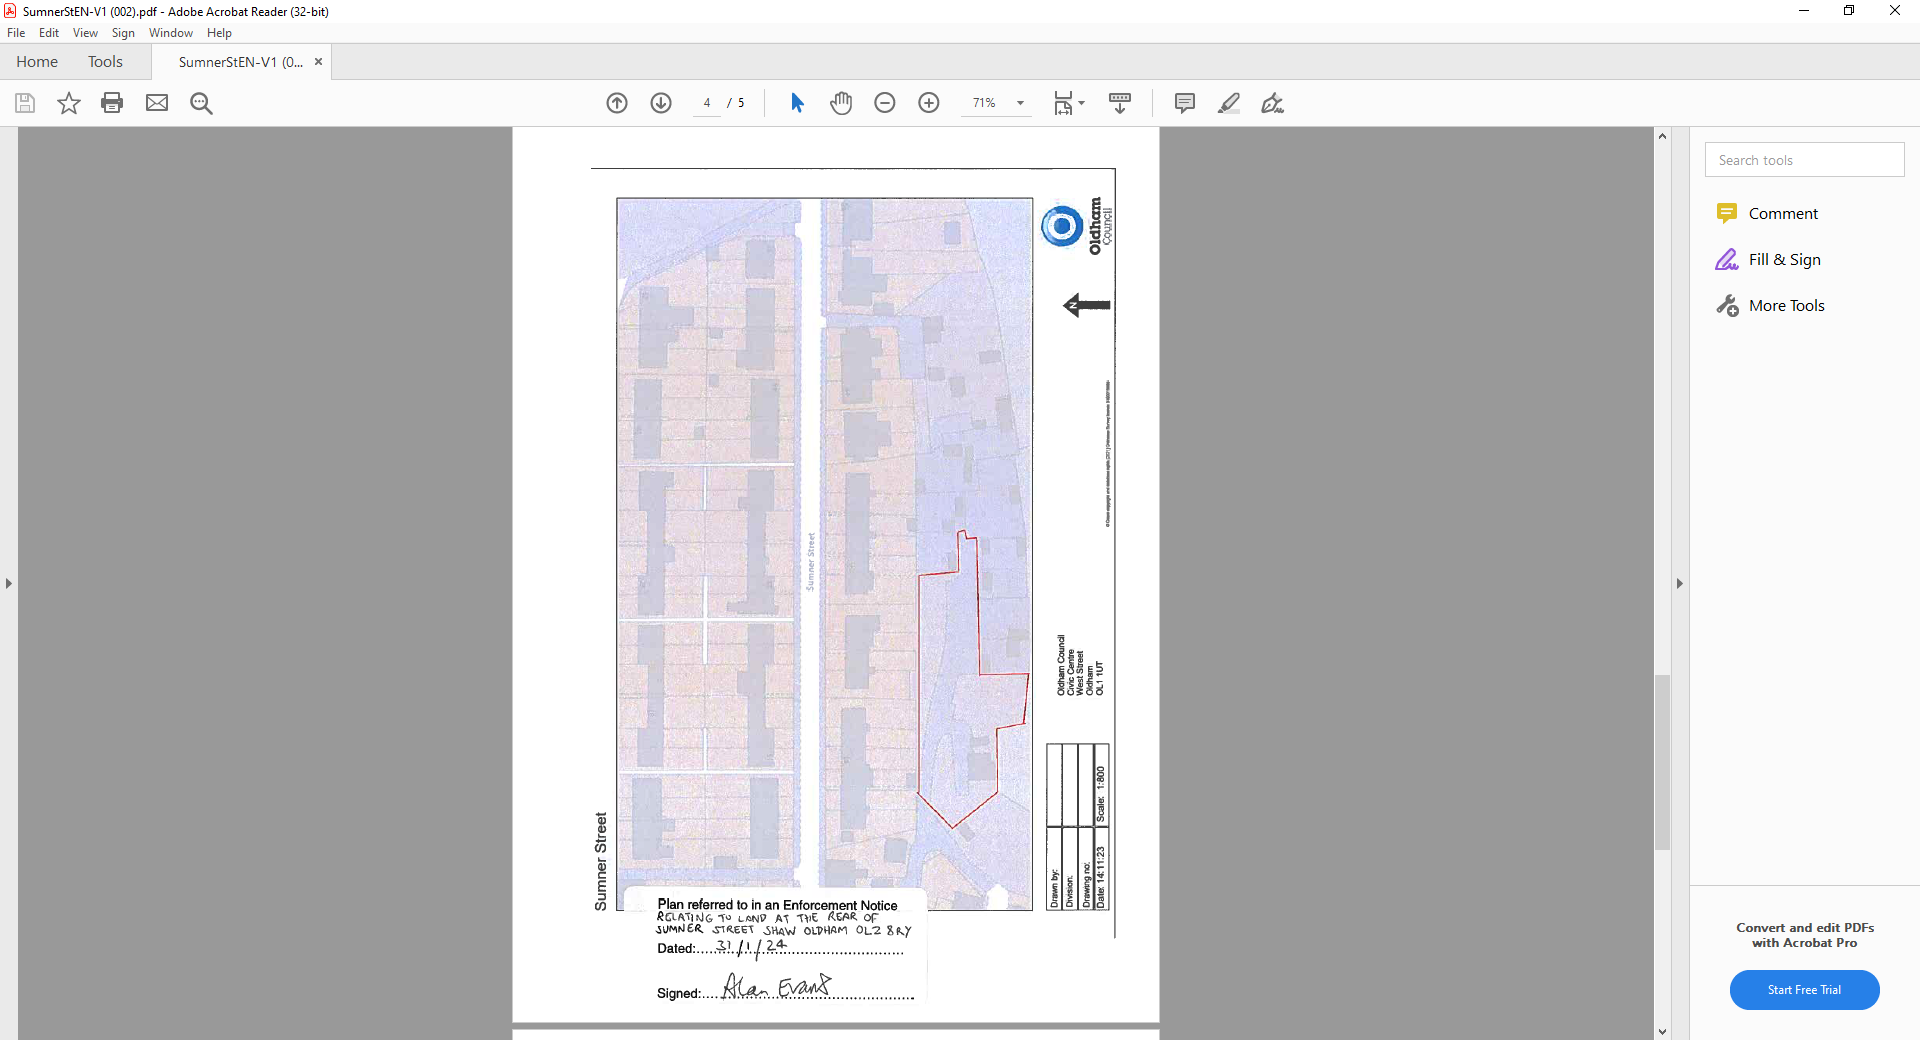 SumnerStEN-V1 (002).pdf - Adobe Acrobat Reader (32-bit)
File Edit View Sign Window Help
Home Tools SumnerStEN-V1 (0...
4 / 5 71%
Search tools
Comment
Fill & Sign
More Tools
Convert and edit PDFs
with Acrobat Pro
Start Free Trial
Oldham
Council
N
Sumner Street
Oldham Council
Civic Centre
West Street
Oldham
OL1 1UT
Drawn by:
Division:
Drawing no:
Date: 14:11:23 Scale: 1:800
Sumner Street
Plan referred to in an Enforcement Notice
RELATING TO LAND AT THE REAR OF
SUMNER STREET SHAW OLDHAM OL2 8RY
Dated:....31/1/24....
Signed:....Alan Evans....